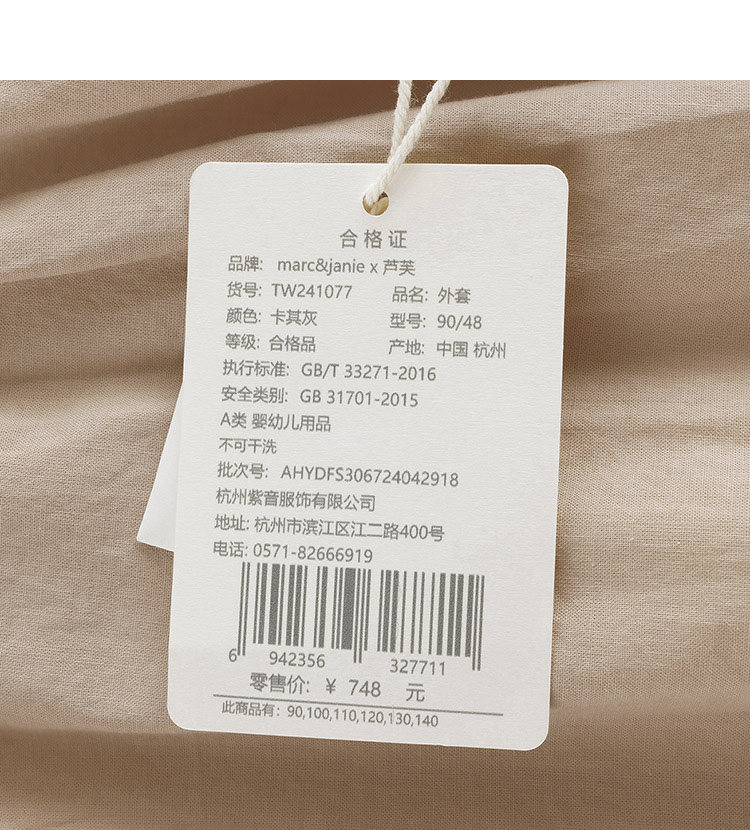 合格证
品牌: marc&janie x 芦芙
货号: TW241077 品名: 外套
颜色: 卡其灰 型号: 90/48
等级: 合格品 产地: 中国 杭州
执行标准: GB/T 33271-2016
安全类别: GB 31701-2015
A类 婴幼儿用品
不可干洗
批次号: AHYDFS306724042918
杭州紫音服饰有限公司
地址: 杭州市滨江区江二路400号
电话: 0571-82666919
6 942356 327711
零售价: ¥ 748 元
此商品有: 90,100,110,120,130,140